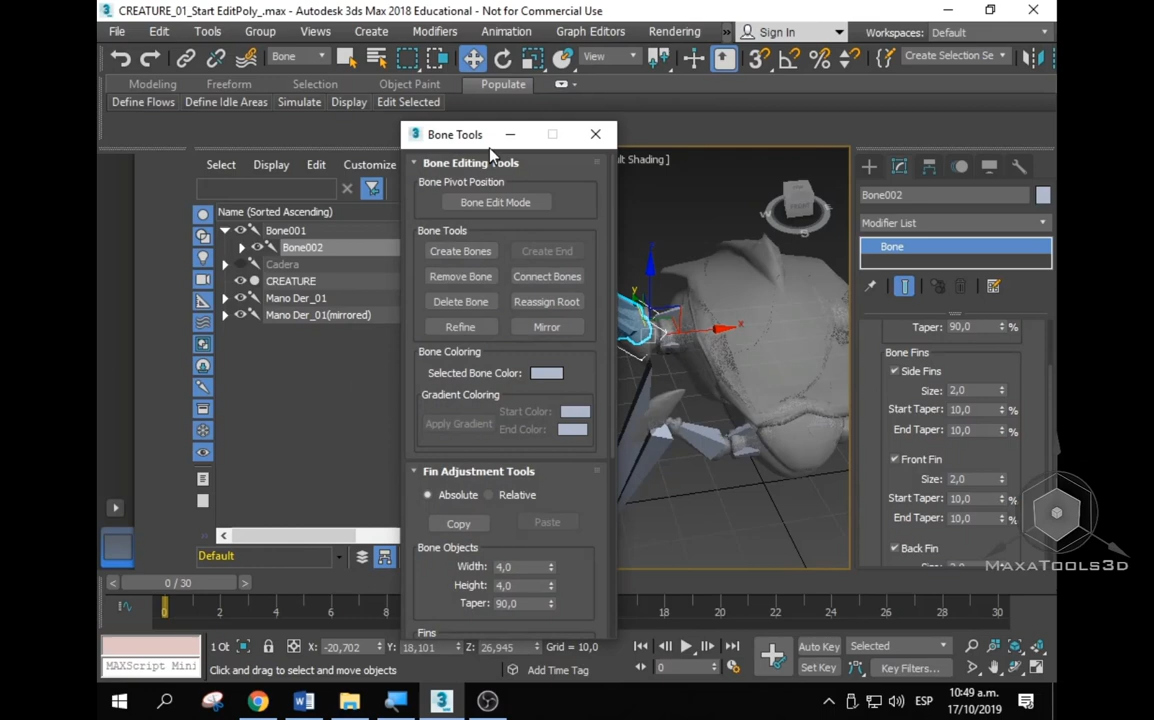 CREATURE_01_Start EditPoly_.max - Autodesk 3ds Max 2018 Educational - Not for Commercial Use
File Edit Tools Group Views Create Modifiers Animation Graph Editors Rendering » Sign In Workspaces: Default
Bone View Create Selection Se
Modeling Freeform Selection Object Paint Populate
Define Flows Define Idle Areas Simulate Display Edit Selected
Select Display Edit Customize
Name (Sorted Ascending)
Bone001
Bone002
Cadera
CREATURE
Mano Der_01
Mano Der_01(mirrored)
Default
Bone Tools
Bone Editing Tools
Bone Pivot Position
Bone Edit Mode
Bone Tools
Create Bones Create End
Remove Bone Connect Bones
Delete Bone Reassign Root
Refine Mirror
Bone Coloring
Selected Bone Color:
Gradient Coloring
Apply Gradient Start Color:
End Color:
Fin Adjustment Tools
Absolute Relative
Copy Paste
Bone Objects
Width: 4,0
Height: 4,0
Taper: 90,0
Fins
ult Shading ]
FRONT
W S
x
y
Bone002
Modifier List
Bone
Taper: 90,0 %
Bone Fins
Side Fins
Size: 2,0
Start Taper: 10,0 %
End Taper: 10,0 %
Front Fin
Size: 2,0
Start Taper: 10,0 %
End Taper: 10,0 %
Back Fin
MAXATOOLS3D
< 0 / 30 >
0 2 4 6 8 18 20 22 24 26 28 30
1 Ot X: -20,702 Y: 18,101 Z: 26,945 Grid = 10,0 Auto Key Selected
MAXScript Mini Click and drag to select and move objects Add Time Tag 0 Set Key Key Filters...
ESP
10:49 a.m.
17/10/2019